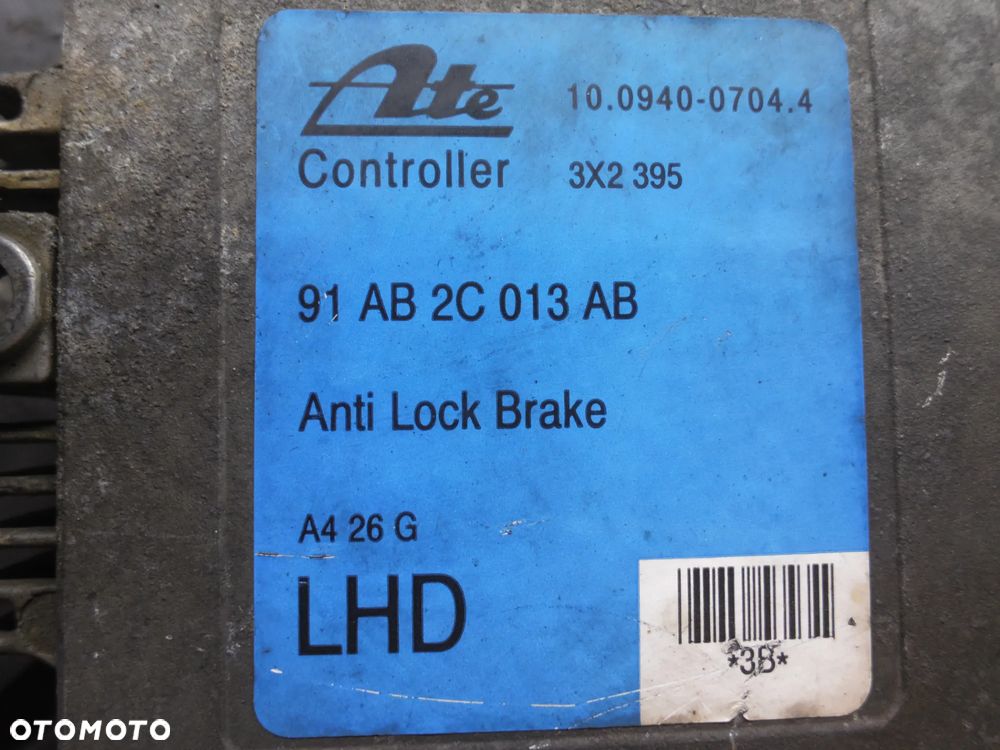 Ate
10.0940-0704.4
Controller 3X2 395
91 AB 2C 013 AB
Anti Lock Brake
A4 26 G
LHD
*3B*
OTOMOTO